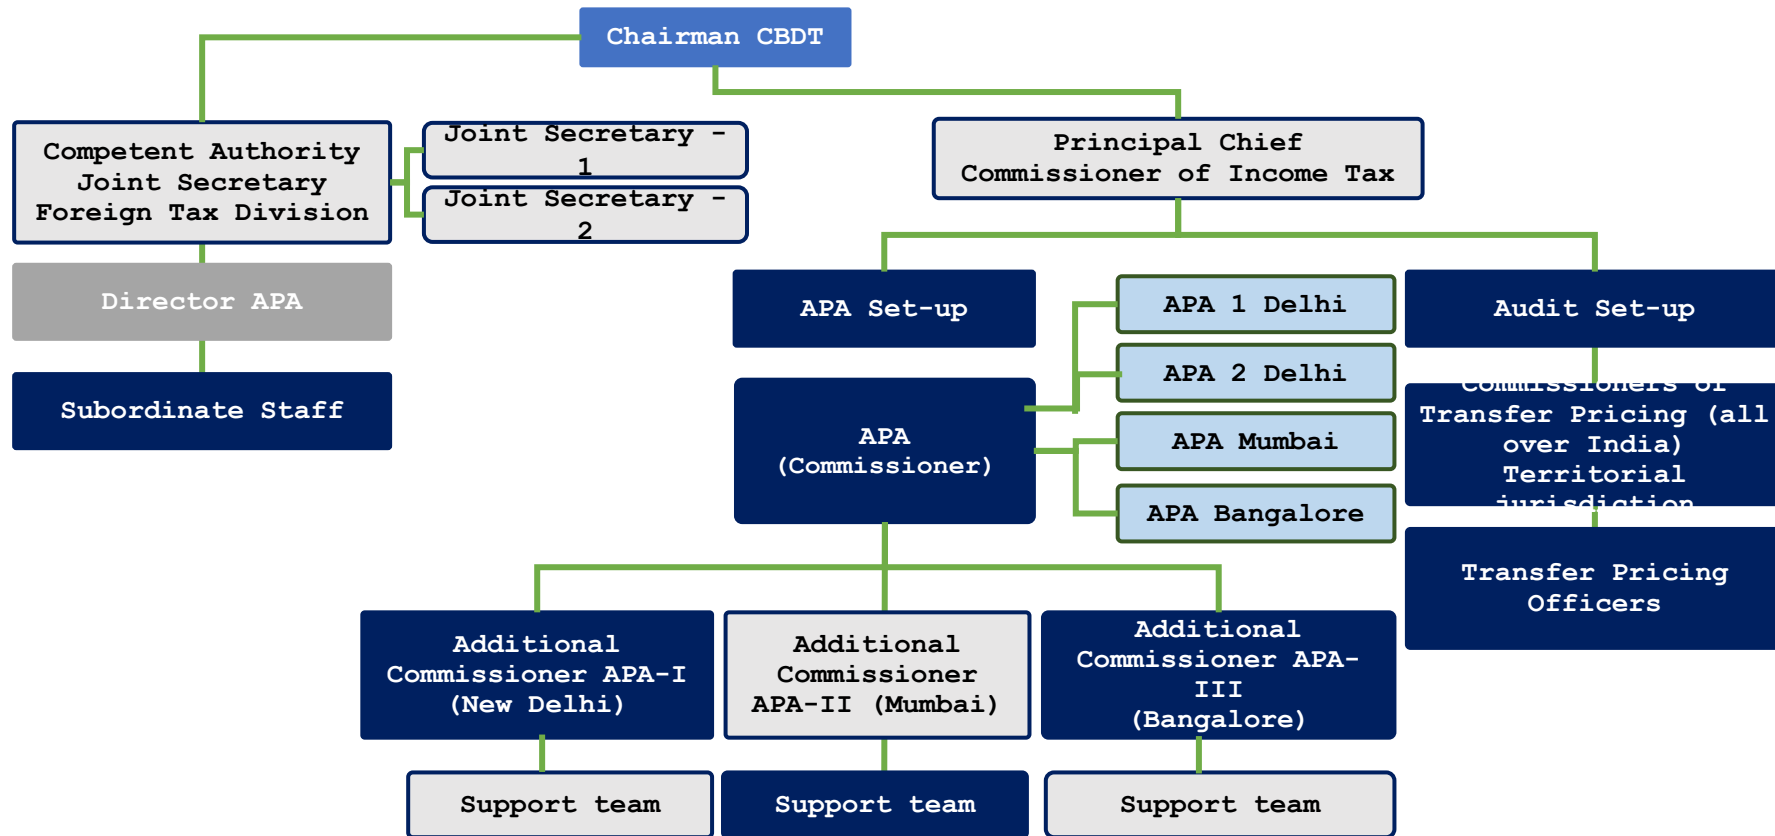 Chairman CBDT
Competent Authority
Joint Secretary
Foreign Tax Division
Joint Secretary -
1
Joint Secretary -
2
Principal Chief
Commissioner of Income Tax
Director APA
Subordinate Staff
APA Set-up
APA 1 Delhi
APA 2 Delhi
APA Mumbai
APA Bangalore
Audit Set-up
APA
(Commissioner)
Commissioners of
Transfer Pricing (all
over India)
Territorial
jurisdiction
Transfer Pricing
Officers
Additional
Commissioner APA-I
(New Delhi)
Additional
Commissioner
APA-II (Mumbai)
Additional
Commissioner APA-
III
(Bangalore)
Support team
Support team
Support team